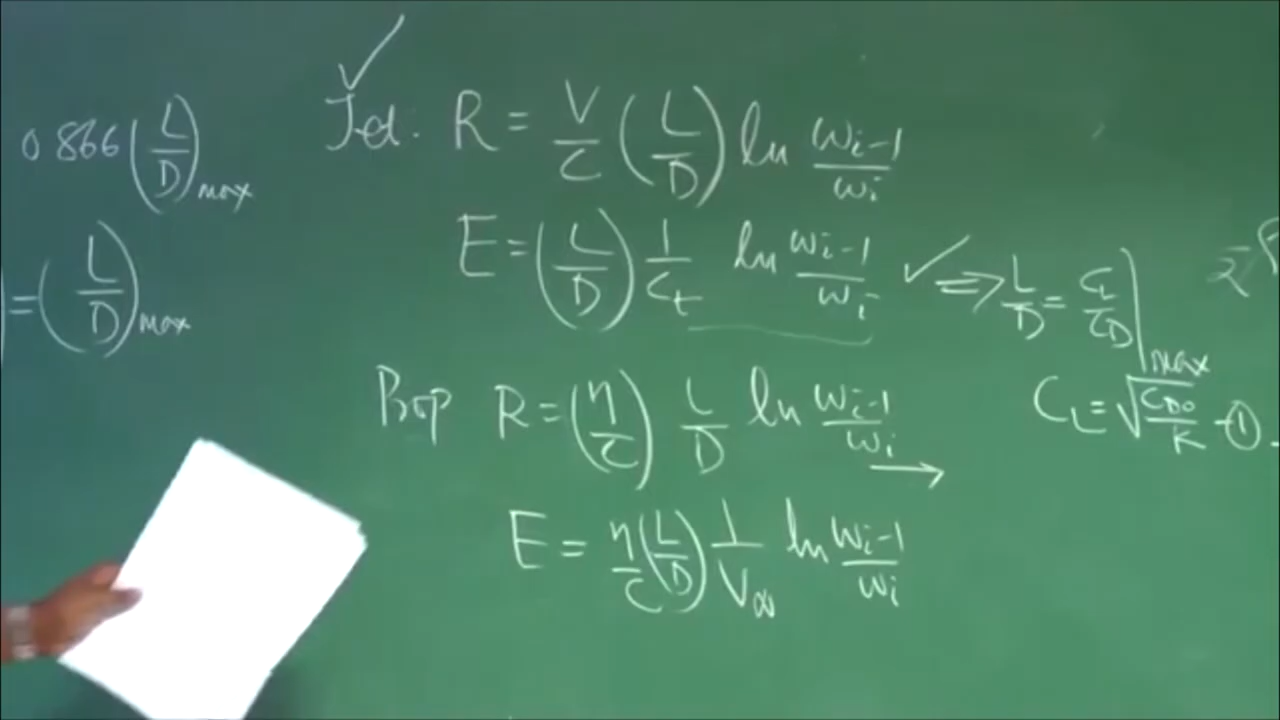 0.866 (L/D)max
) = (L/D)max
Jet. R = V/C (L/D) ln Wi-1/Wi
E = (L/D) 1/Ct ln Wi-1/Wi ✓ ⇒ L/D = CL/CD|max
CL = √(CD0/K) - ①
Prop R = (η/C) L/D ln Wi-1/Wi
E = η/C (L/D) 1/V∞ ln Wi-1/Wi